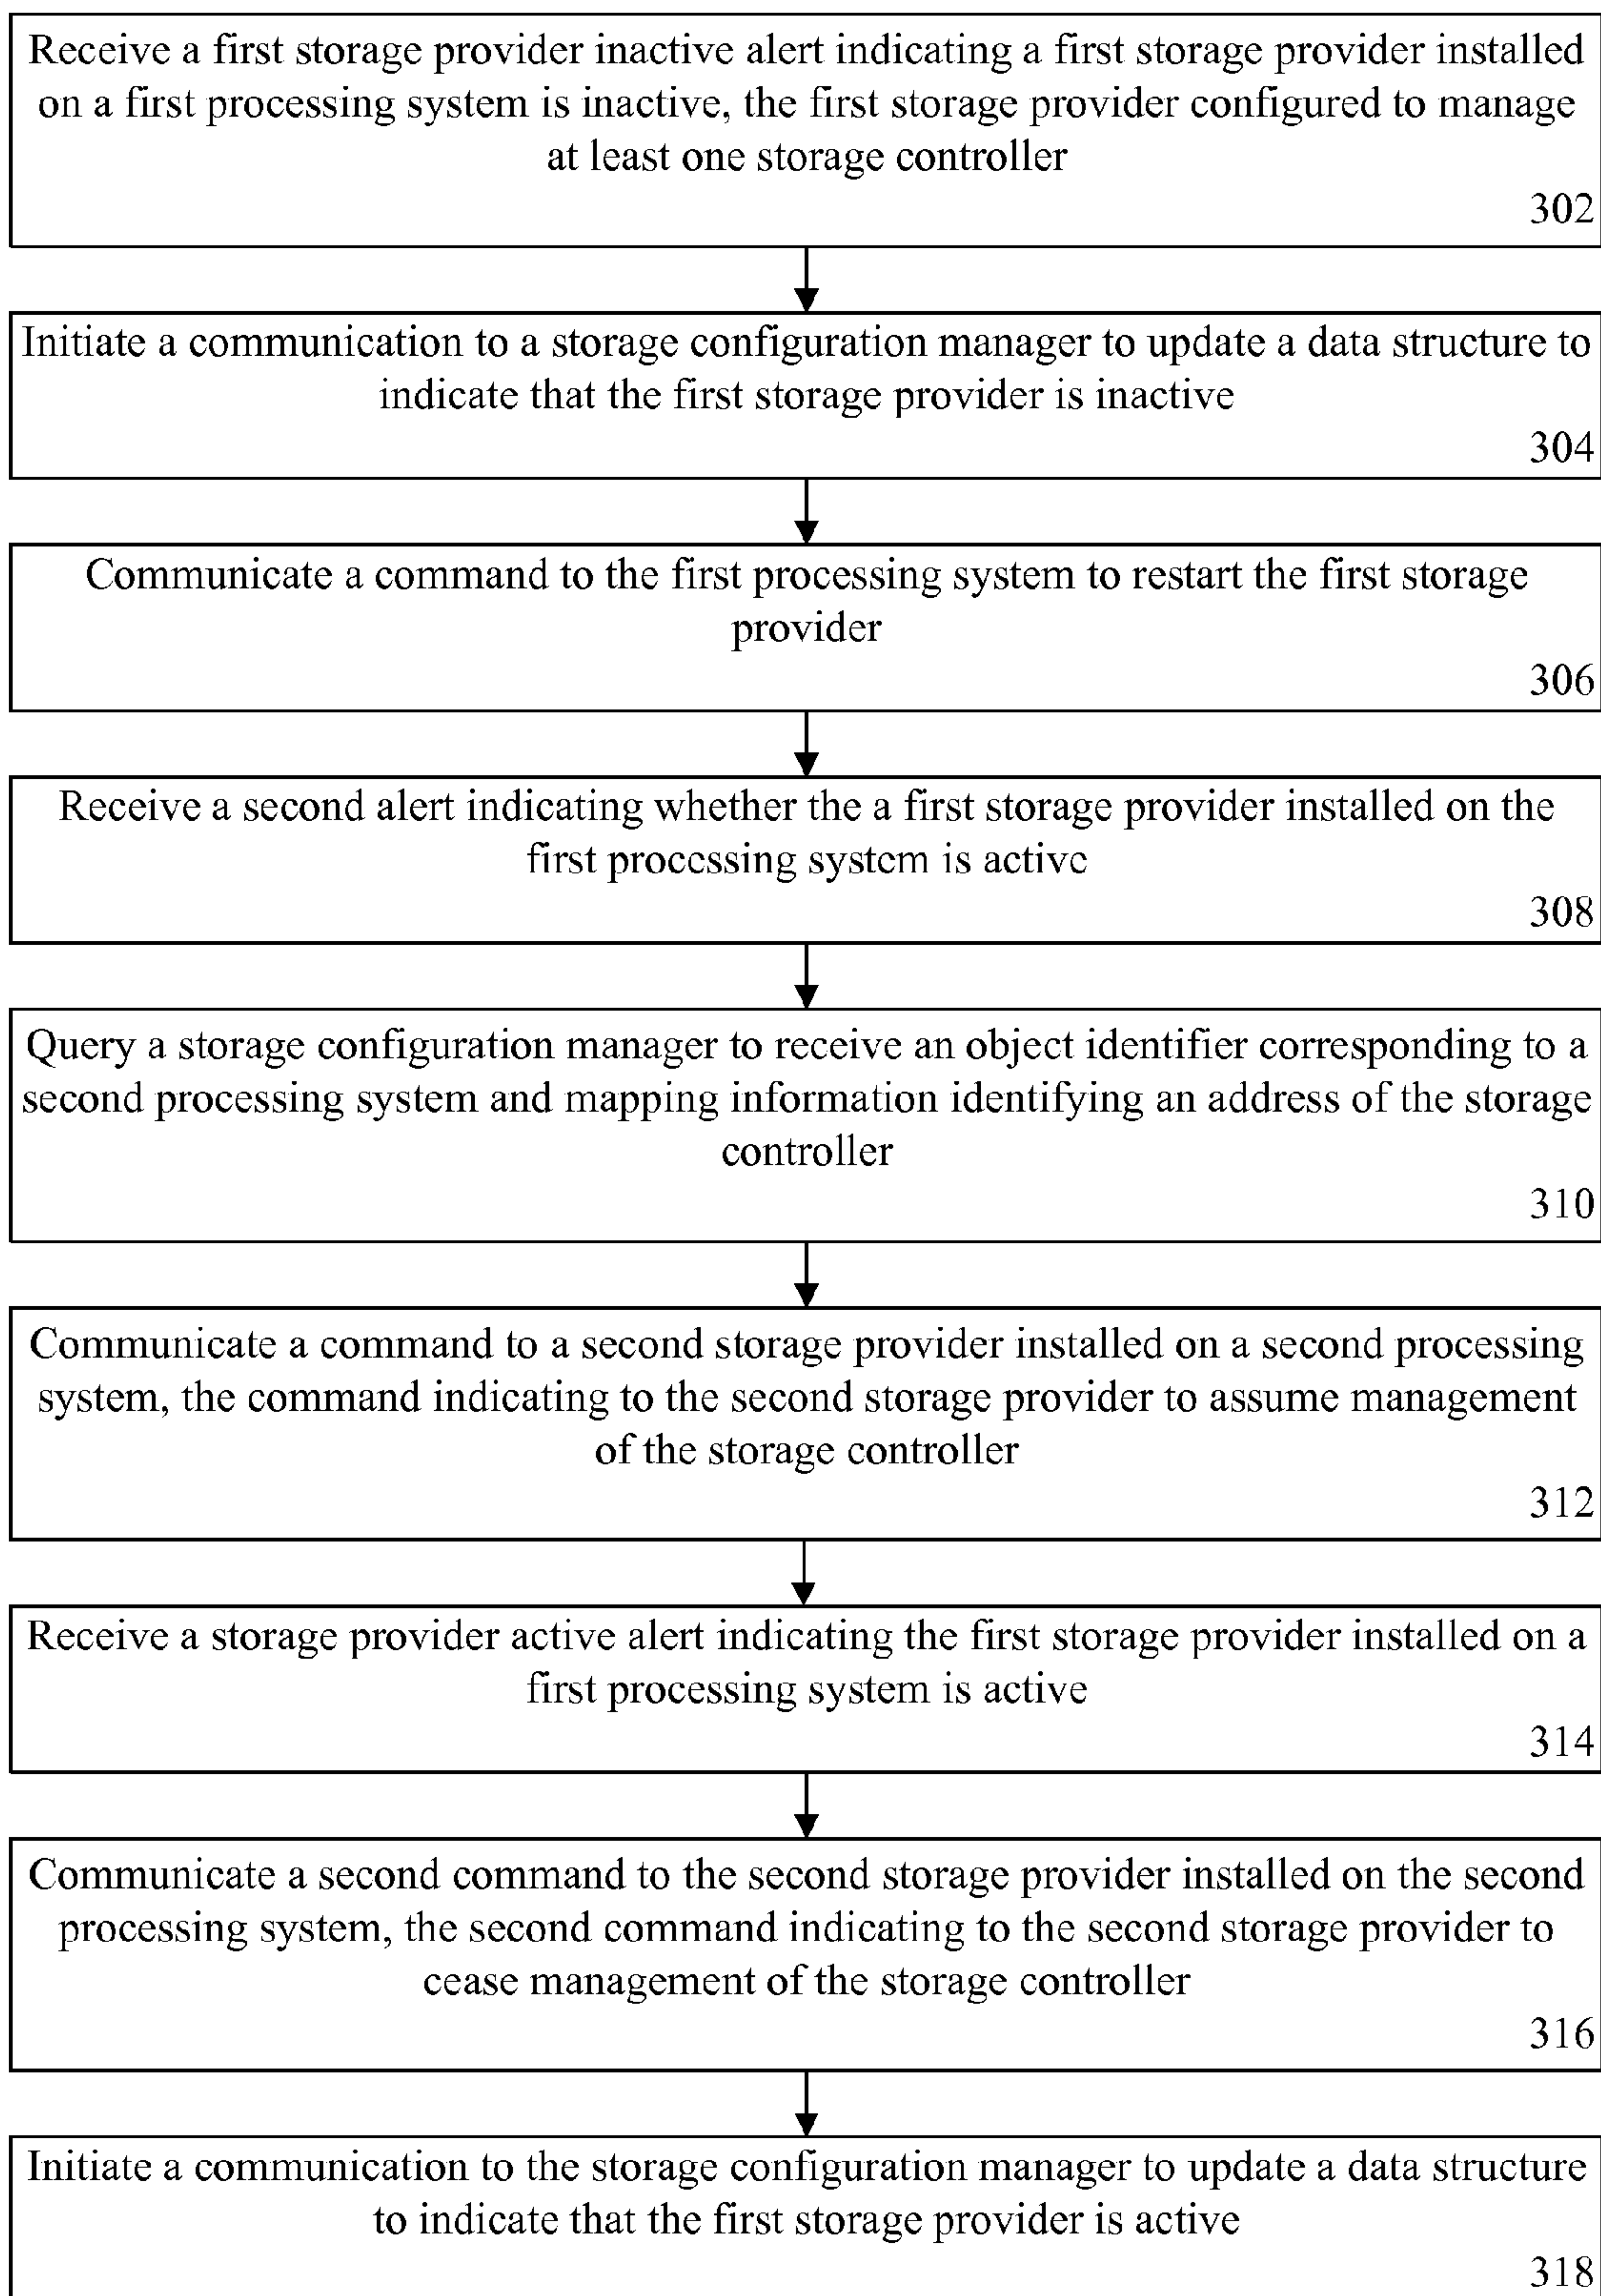 Receive a first storage provider inactive alert indicating a first storage provider installed
on a first processing system is inactive, the first storage provider configured to manage
at least one storage controller
302
Initiate a communication to a storage configuration manager to update a data structure to
indicate that the first storage provider is inactive
304
Communicate a command to the first processing system to restart the first storage
provider
306
Receive a second alert indicating whether the a first storage provider installed on the
first processing system is active
308
Query a storage configuration manager to receive an object identifier corresponding to a
second processing system and mapping information identifying an address of the storage
controller
310
Communicate a command to a second storage provider installed on a second processing
system, the command indicating to the second storage provider to assume management
of the storage controller
312
Receive a storage provider active alert indicating the first storage provider installed on a
first processing system is active
314
Communicate a second command to the second storage provider installed on the second
processing system, the second command indicating to the second storage provider to
cease management of the storage controller
316
Initiate a communication to the storage configuration manager to update a data structure
to indicate that the first storage provider is active
318